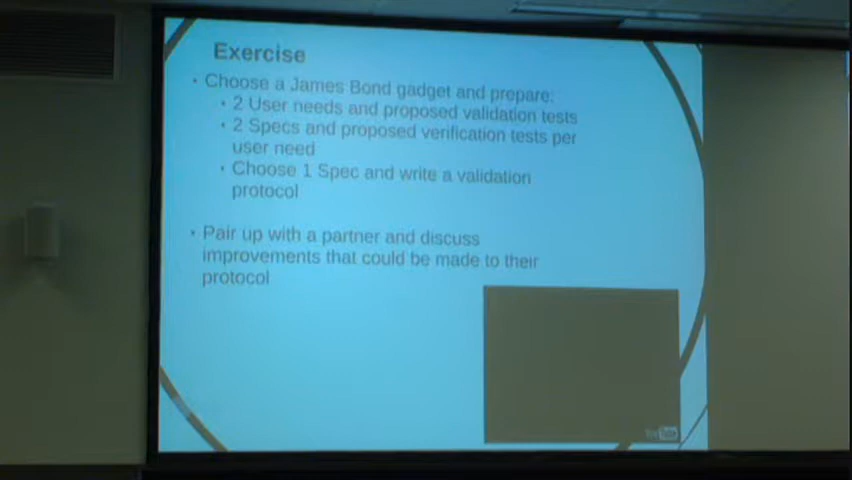 Exercise
• Choose a James Bond gadget and prepare:
• 2 User needs and proposed validation tests
• 2 Specs and proposed verification tests per
user need
• Choose 1 Spec and write a validation
protocol
• Pair up with a partner and discuss
improvements that could be made to their
protocol
YouTube